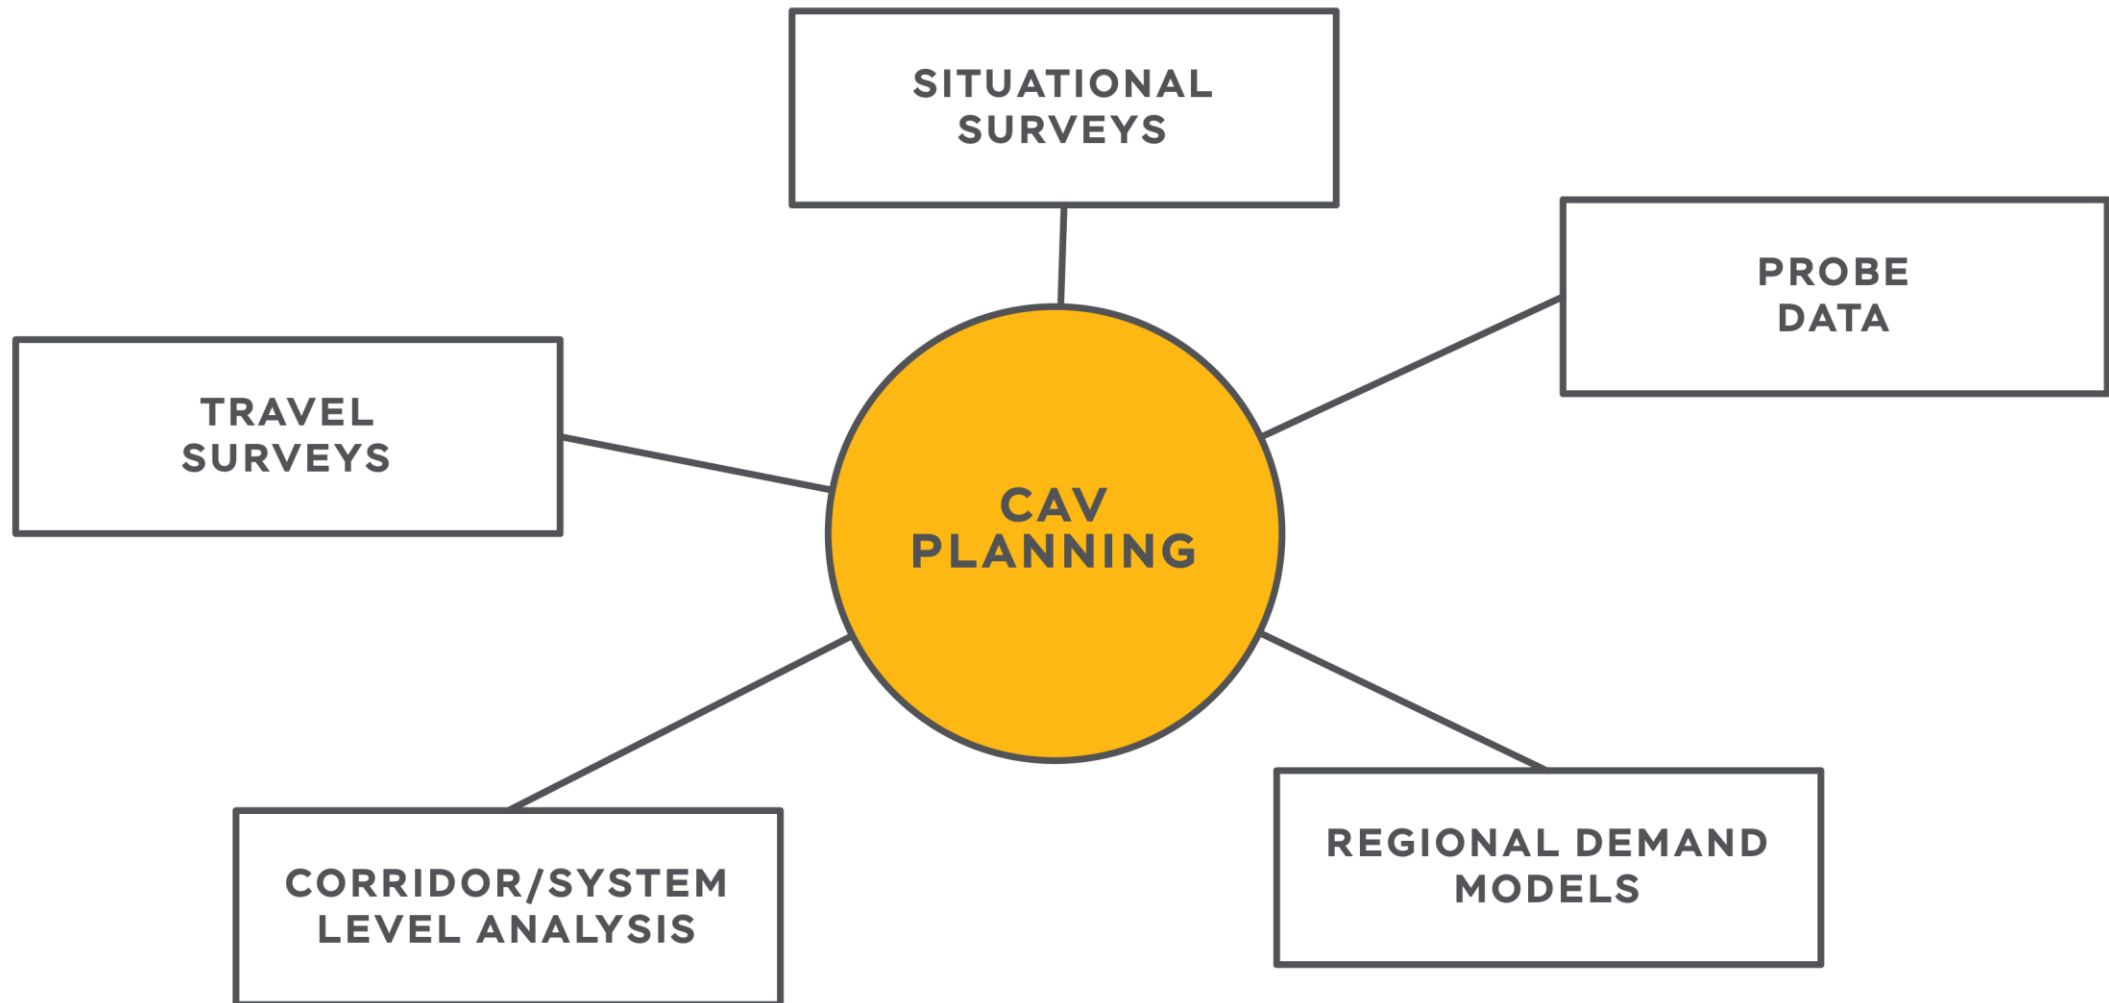 SITUATIONAL
SURVEYS
PROBE
DATA
TRAVEL
SURVEYS
CAV
PLANNING
REGIONAL DEMAND
MODELS
CORRIDOR/SYSTEM
LEVEL ANALYSIS